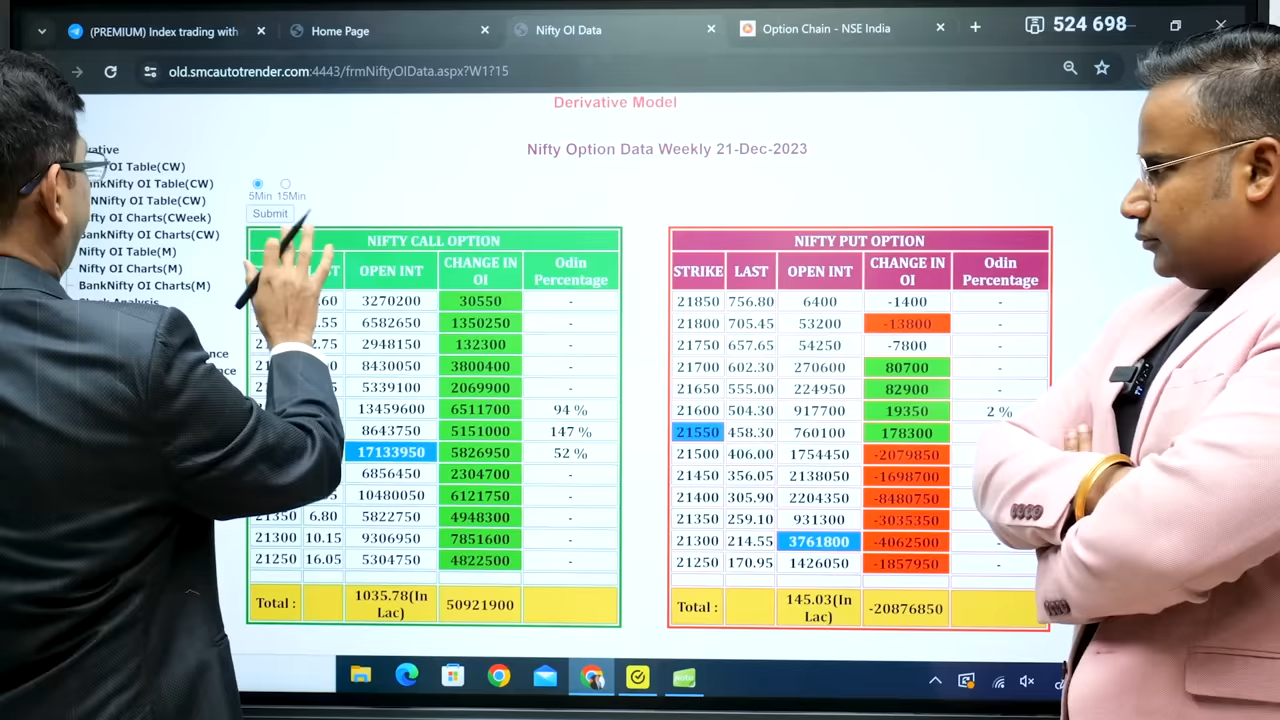 (PREMIUM) Index trading with
Home Page
Nifty OI Data
Option Chain - NSE India
524 698
old.smcautotrender.com:4443/frmNiftyOIData.aspx?W1?15
Derivative Model
Nifty Option Data Weekly 21-Dec-2023
OI Table(CW)
OI Table(CW)
OI Table(CW)
OI Charts(CWeek)
OI Charts(CW)
Nifty OI Table(M)
Nifty OI Charts(M)
BankNifty OI Charts(M)
5Min 15Min
Submit
NIFTY CALL OPTION
OPEN INT CHANGE IN OI Odin Percentage
3270200 30550 -
6582650 1350250 -
2948150 132300 -
8430050 3800400 -
5339100 2069900 -
13459600 6511700 94 %
8643750 5151000 147 %
17133950 5826950 52 %
6856450 2304700 -
10480050 6121750 -
21350 6.80 5822750 4948300 -
21300 10.15 9306950 7851600 -
21250 16.05 5304750 4822500 -
Total : 1035.78(In Lac) 50921900
NIFTY PUT OPTION
STRIKE LAST OPEN INT CHANGE IN OI Odin Percentage
21850 756.80 6400 -1400 -
21800 705.45 53200 -13800 -
21750 657.65 54250 -7800 -
21700 602.30 270600 80700 -
21650 555.00 224950 82900 -
21600 504.30 917700 19350 2 %
21550 458.30 760100 178300
21500 406.00 1754450 -2079850
21450 356.05 2138050 -1698700
21400 305.90 2204350 -8480750
21350 259.10 931300 -3035350
21300 214.55 3761800 -4062500 -
21250 170.95 1426050 -1857950 -
Total : 145.03(In Lac) -20876850